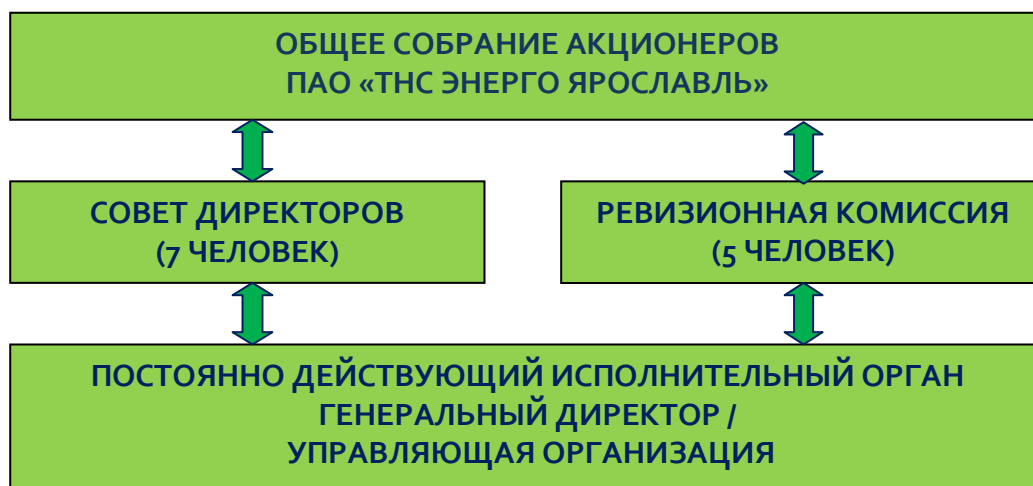 ОБЩЕЕ СОБРАНИЕ АКЦИОНЕРОВ
ПАО «ТНС ЭНЕРГО ЯРОСЛАВЛЬ»
СОВЕТ ДИРЕКТОРОВ
(7 ЧЕЛОВЕК)
РЕВИЗИОННАЯ КОМИССИЯ
(5 ЧЕЛОВЕК)
ПОСТОЯННО ДЕЙСТВУЮЩИЙ ИСПОЛНИТЕЛЬНЫЙ ОРГАН
ГЕНЕРАЛЬНЫЙ ДИРЕКТОР /
УПРАВЛЯЮЩАЯ ОРГАНИЗАЦИЯ